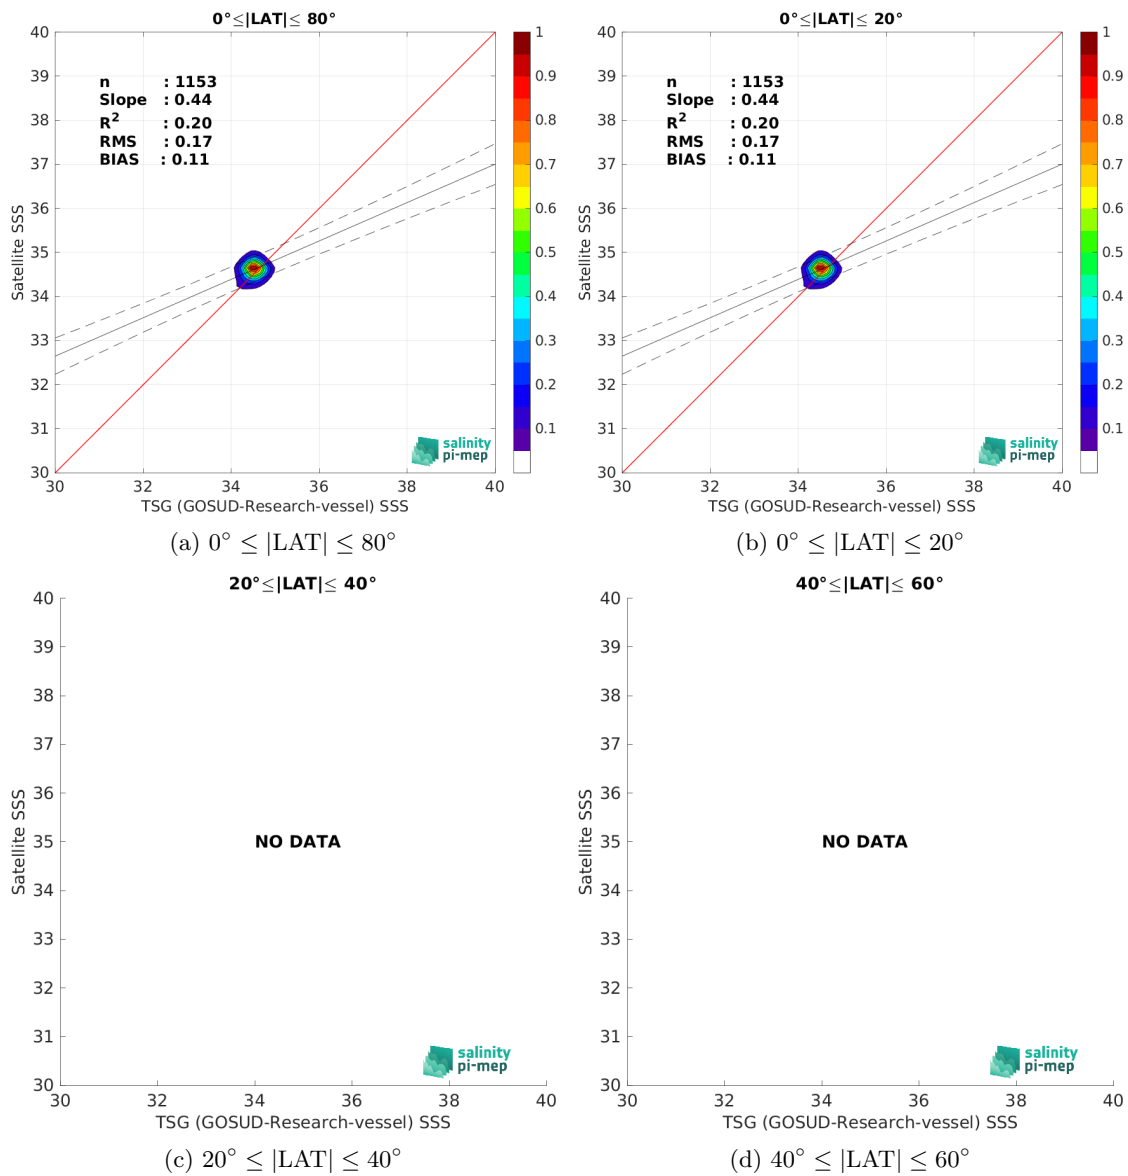 0°≤|LAT|≤ 80°
40
39
38
37
36
35
34
33
32
31
30
Satellite SSS
n : 1153
Slope : 0.44
R² : 0.20
RMS : 0.17
BIAS : 0.11
salinity
pi-mep
30 32 34 36 38 40
TSG (GOSUD-Research-vessel) SSS
1
0.9
0.8
0.7
0.6
0.5
0.4
0.3
0.2
0.1
(a) 0° ≤ |LAT| ≤ 80°
0°≤|LAT|≤ 20°
40
39
38
37
36
35
34
33
32
31
30
Satellite SSS
n : 1153
Slope : 0.44
R² : 0.20
RMS : 0.17
BIAS : 0.11
salinity
pi-mep
30 32 34 36 38 40
TSG (GOSUD-Research-vessel) SSS
1
0.9
0.8
0.7
0.6
0.5
0.4
0.3
0.2
0.1
(b) 0° ≤ |LAT| ≤ 20°
20°≤|LAT|≤ 40°
40
39
38
37
36
35
34
33
32
31
30
Satellite SSS
NO DATA
salinity
pi-mep
30 32 34 36 38 40
TSG (GOSUD-Research-vessel) SSS
(c) 20° ≤ |LAT| ≤ 40°
40°≤|LAT|≤ 60°
40
39
38
37
36
35
34
33
32
31
30
Satellite SSS
NO DATA
salinity
pi-mep
30 32 34 36 38 40
TSG (GOSUD-Research-vessel) SSS
(d) 40° ≤ |LAT| ≤ 60°